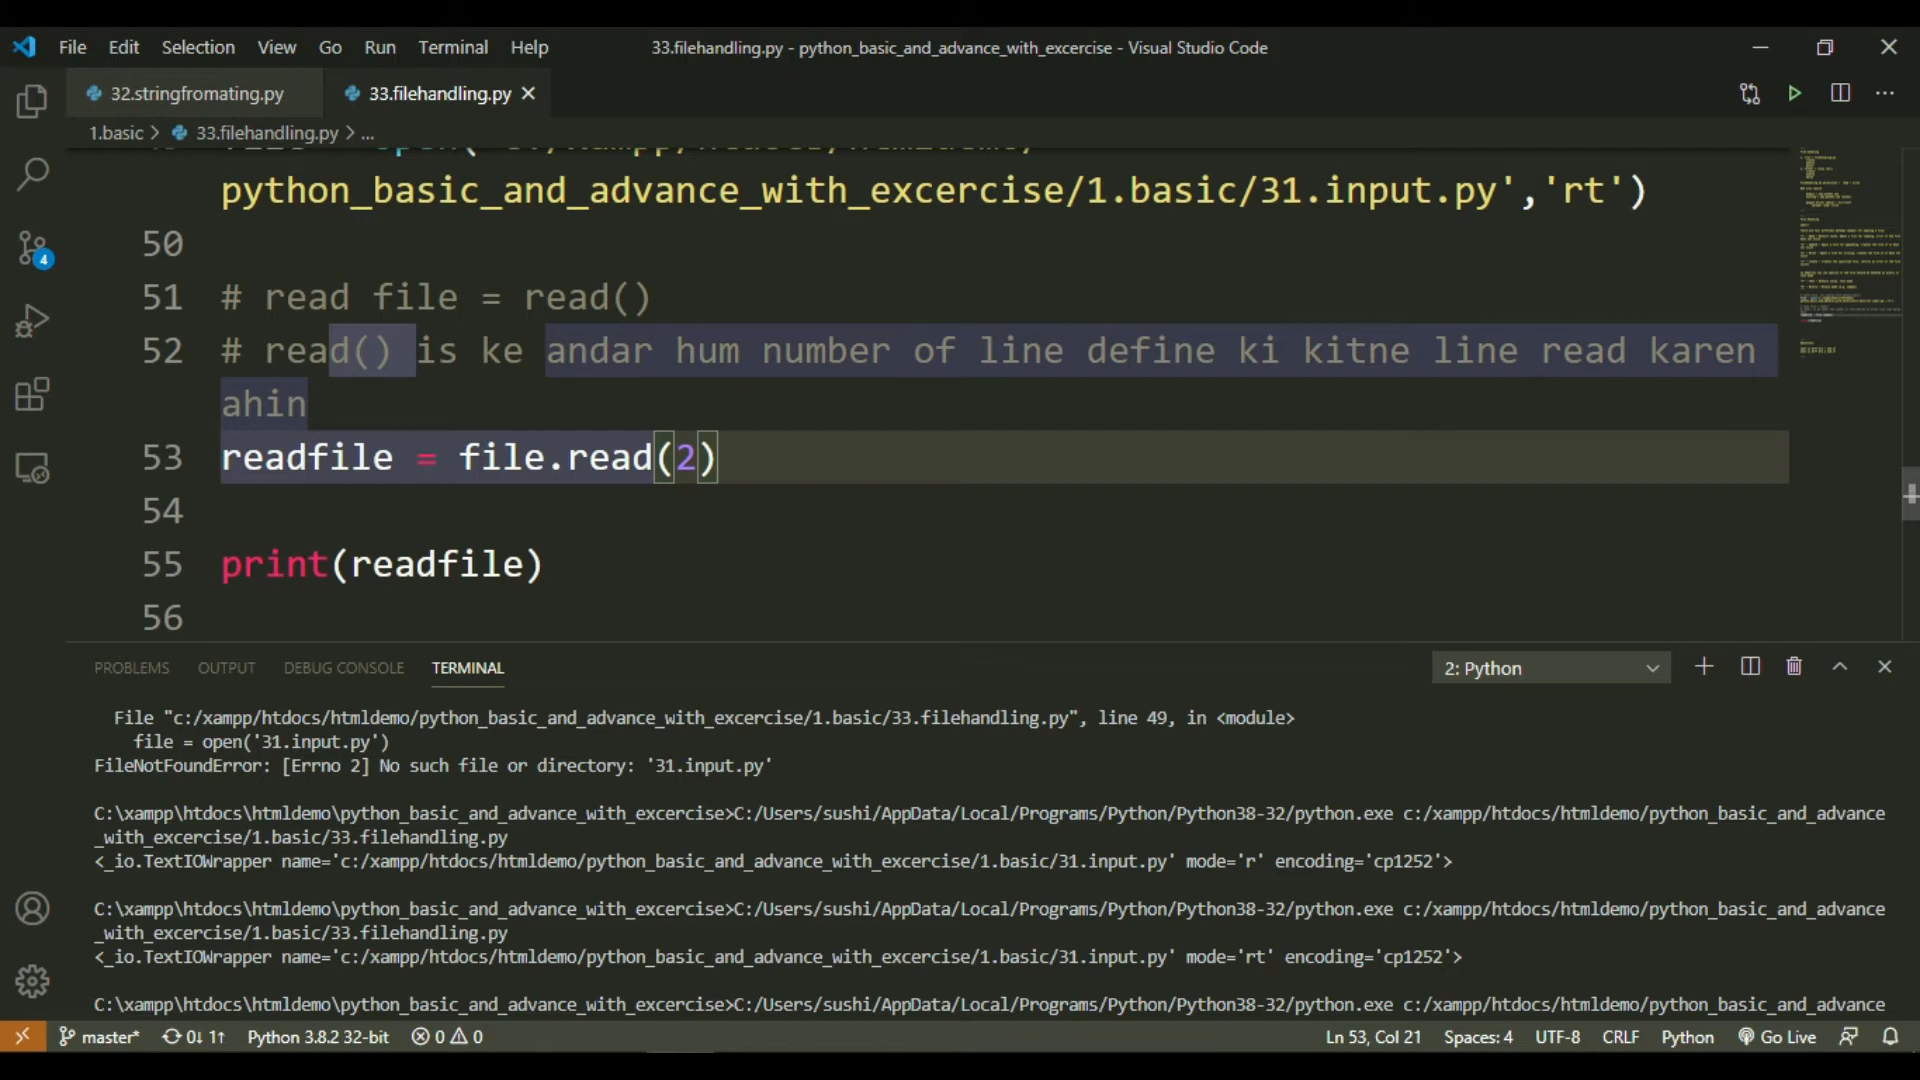 File Edit Selection View Go Run Terminal Help 33.filehandling.py - python_basic_and_advance_with_excercise - Visual Studio Code
32.stringfromating.py 33.filehandling.py
1.basic > 33.filehandling.py > ...
python_basic_and_advance_with_excercise/1.basic/31.input.py','rt')
50
51 # read file = read()
52 # read() is ke andar hum number of line define ki kitne line read karen
ahin
53 readfile = file.read(2)
54
55 print(readfile)
56
PROBLEMS OUTPUT DEBUG CONSOLE TERMINAL 2: Python
File "c:/xampp/htdocs/htmldemo/python_basic_and_advance_with_excercise/1.basic/33.filehandling.py", line 49, in <module>
file = open('31.input.py')
FileNotFoundError: [Errno 2] No such file or directory: '31.input.py'
C:\xampp\htdocs\htmldemo\python_basic_and_advance_with_excercise>C:/Users/sushi/AppData/Local/Programs/Python/Python38-32/python.exe c:/xampp/htdocs/htmldemo/python_basic_and_advance
_with_excercise/1.basic/33.filehandling.py
<_io.TextIOWrapper name='c:/xampp/htdocs/htmldemo/python_basic_and_advance_with_excercise/1.basic/31.input.py' mode='r' encoding='cp1252'>
C:\xampp\htdocs\htmldemo\python_basic_and_advance_with_excercise>C:/Users/sushi/AppData/Local/Programs/Python/Python38-32/python.exe c:/xampp/htdocs/htmldemo/python_basic_and_advance
_with_excercise/1.basic/33.filehandling.py
<_io.TextIOWrapper name='c:/xampp/htdocs/htmldemo/python_basic_and_advance_with_excercise/1.basic/31.input.py' mode='rt' encoding='cp1252'>
C:\xampp\htdocs\htmldemo\python_basic_and_advance_with_excercise>C:/Users/sushi/AppData/Local/Programs/Python/Python38-32/python.exe c:/xampp/htdocs/htmldemo/python_basic_and_advance
4
master* 0↓ 1↑ Python 3.8.2 32-bit 0 0 Ln 53, Col 21 Spaces: 4 UTF-8 CRLF Python Go Live